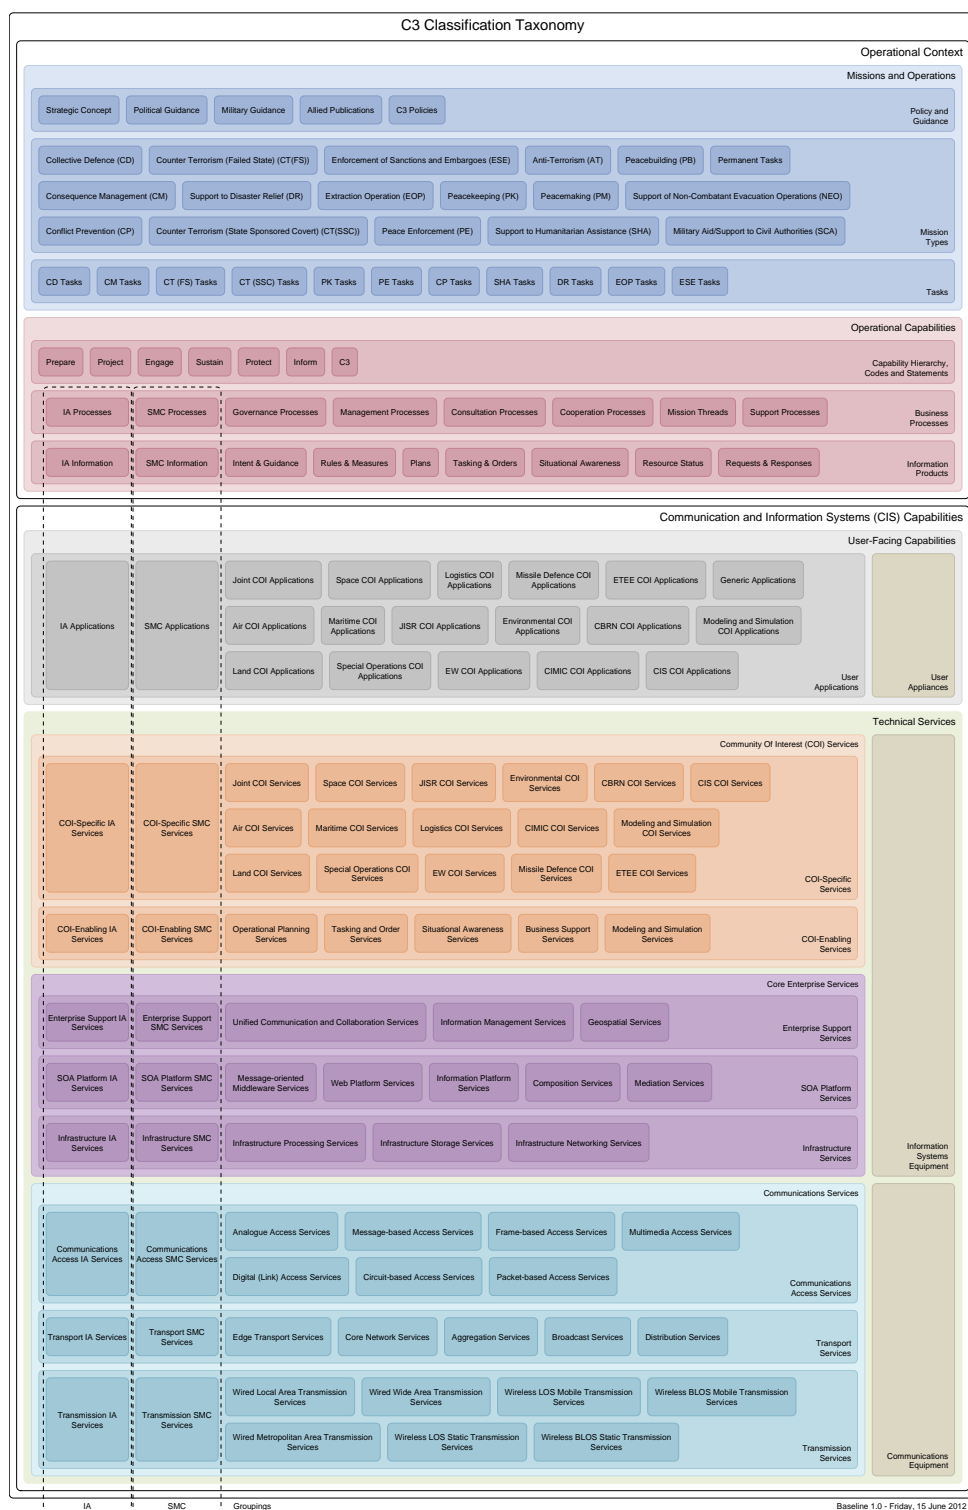 C3 Classification Taxonomy
Operational Context
Missions and Operations
Strategic Concept
Political Guidance
Military Guidance
Allied Publications
C3 Policies
Policy and
Guidance
Collective Defence (CD)
Counter Terrorism (Failed State) (CT(FS))
Enforcement of Sanctions and Embargoes (ESE)
Anti-Terrorism (AT)
Peacebuilding (PB)
Permanent Tasks
Consequence Management (CM)
Support to Disaster Relief (DR)
Extraction Operation (EOP)
Peacekeeping (PK)
Peacemaking (PM)
Support of Non-Combatant Evacuation Operations (NEO)
Conflict Prevention (CP)
Counter Terrorism (State Sponsored Covert) (CT(SSC))
Peace Enforcement (PE)
Support to Humanitarian Assistance (SHA)
Military Aid/Support to Civil Authorities (SCA)
Mission
Types
CD Tasks
CM Tasks
CT (FS) Tasks
CT (SSC) Tasks
PK Tasks
PE Tasks
CP Tasks
SHA Tasks
DR Tasks
EOP Tasks
ESE Tasks
Tasks
Operational Capabilities
Prepare
Project
Engage
Sustain
Protect
Inform
C3
Capability Hierarchy,
Codes and Statements
IA Processes
SMC Processes
Governance Processes
Management Processes
Consultation Processes
Cooperation Processes
Mission Threads
Support Processes
Business
Processes
IA Information
SMC Information
Intent & Guidance
Rules & Measures
Plans
Tasking & Orders
Situational Awareness
Resource Status
Requests & Responses
Information
Products
Communication and Information Systems (CIS) Capabilities
User-Facing Capabilities
IA Applications
SMC Applications
Joint COI Applications
Space COI Applications
Logistics COI
Applications
Missile Defence COI
Applications
ETEE COI Applications
Generic Applications
Air COI Applications
Maritime COI
Applications
JISR COI Applications
Environmental COI
Applications
CBRN COI Applications
Modeling and Simulation
COI Applications
Land COI Applications
Special Operations COI
Applications
EW COI Applications
CIMIC COI Applications
CIS COI Applications
User
Applications
User
Appliances
Technical Services
Community Of Interest (COI) Services
COI-Specific IA
Services
COI-Specific SMC
Services
Joint COI Services
Space COI Services
JISR COI Services
Environmental COI
Services
CBRN COI Services
CIS COI Services
Air COI Services
Maritime COI Services
Logistics COI Services
CIMIC COI Services
Modeling and Simulation
COI Services
Land COI Services
Special Operations COI
Services
EW COI Services
Missile Defence COI
Services
ETEE COI Services
COI-Specific
Services
COI-Enabling IA
Services
COI-Enabling SMC
Services
Operational Planning
Services
Tasking and Order
Services
Situational Awareness
Services
Business Support
Services
Modeling and Simulation
Services
COI-Enabling
Services
Core Enterprise Services
Enterprise Support IA
Services
Enterprise Support
SMC Services
Unified Communication and Collaboration Services
Information Management Services
Geospatial Services
Enterprise Support
Services
SOA Platform IA
Services
SOA Platform SMC
Services
Message-oriented
Middleware Services
Web Platform Services
Information Platform
Services
Composition Services
Mediation Services
SOA Platform
Services
Infrastructure IA
Services
Infrastructure SMC
Services
Infrastructure Processing Services
Infrastructure Storage Services
Infrastructure Networking Services
Infrastructure
Services
Information
Systems
Equipment
Communications Services
Communications
Access IA Services
Communications
Access SMC Services
Analogue Access Services
Message-based Access Services
Frame-based Access Services
Multimedia Access Services
Digital (Link) Access Services
Circuit-based Access Services
Packet-based Access Services
Communications
Access Services
Transport IA Services
Transport SMC
Services
Edge Transport Services
Core Network Services
Aggregation Services
Broadcast Services
Distribution Services
Transport
Services
Transmission IA
Services
Transmission SMC
Services
Wired Local Area Transmission
Services
Wired Wide Area Transmission
Services
Wireless LOS Mobile Transmission
Services
Wireless BLOS Mobile Transmission
Services
Wired Metropolitan Area Transmission
Services
Wireless LOS Static Transmission
Services
Wireless BLOS Static Transmission
Services
Transmission
Services
Communications
Equipment
IA
SMC
Groupings
Baseline 1.0 - Friday, 15 June 2012